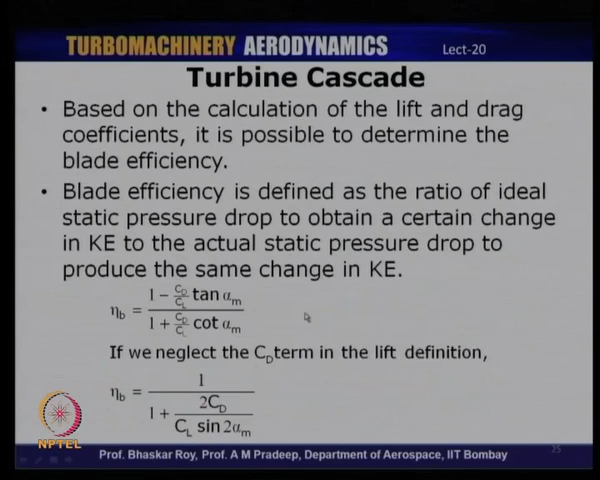 TURBOMACHINERY AERODYNAMICS Lect-20
Turbine Cascade
• Based on the calculation of the lift and drag
coefficients, it is possible to determine the
blade efficiency.
• Blade efficiency is defined as the ratio of ideal
static pressure drop to obtain a certain change
in KE to the actual static pressure drop to
produce the same change in KE.
η_b = (1 − (C_D/C_L) tan α_m) / (1 + (C_D/C_L) cot α_m)
If we neglect the C_D term in the lift definition,
η_b = 1 / (1 + 2C_D / (C_L sin 2α_m))
NPTEL
Prof. Bhaskar Roy, Prof. A M Pradeep, Department of Aerospace, IIT Bombay
25